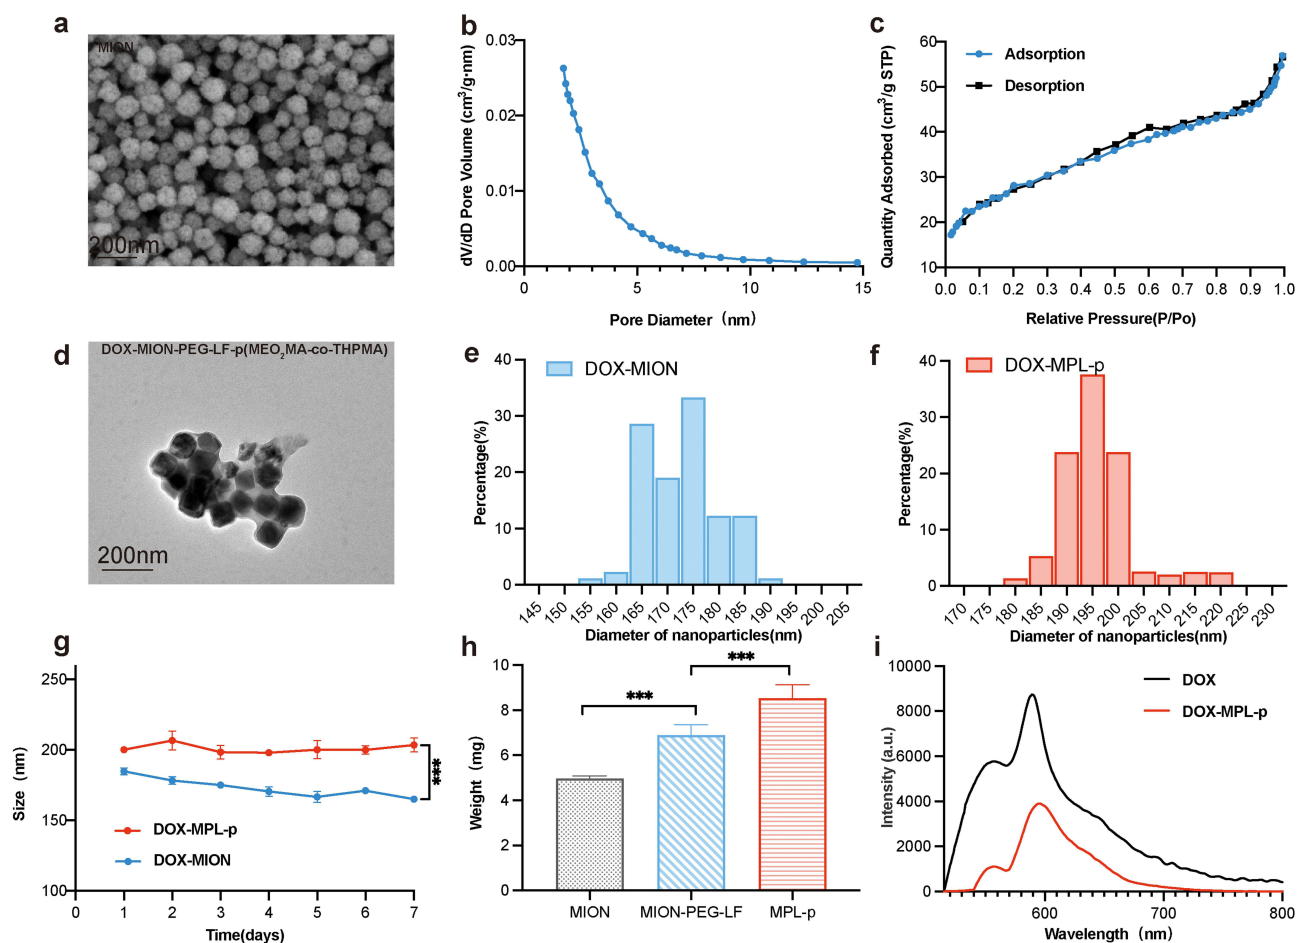 a
MION
200nm
b
dV/dD Pore Volume (cm³/g·nm)
0.03
0.02
0.01
0.00
0
5
10
15
Pore Diameter (nm)
c
Quantity Adsorbed (cm³/g STP)
60
50
40
30
20
10
Adsorption
Desorption
0.0 0.1 0.2 0.3 0.4 0.5 0.6 0.7 0.8 0.9 1.0
Relative Pressure(P/Po)
d
DOX-MION-PEG-LF-p(MEO₂MA-co-THPMA)
200nm
e
DOX-MION
Percentage(%)
40
30
20
10
0
145 150 155 160 165 170 175 180 185 190 195 200 205
Diameter of nanoparticles(nm)
f
DOX-MPL-p
Percentage(%)
40
30
20
10
0
170 175 180 185 190 195 200 205 210 215 220 225 230
Diameter of nanoparticles(nm)
g
Size (nm)
250
200
150
100
***
DOX-MPL-p
DOX-MION
0 1 2 3 4 5 6 7
Time(days)
h
Weight (mg)
10
8
6
4
2
0
***
***
MION MION-PEG-LF MPL-p
i
Intensity (a.u.)
10000
8000
6000
4000
2000
0
DOX
DOX-MPL-p
600 700 800
Wavelength (nm)